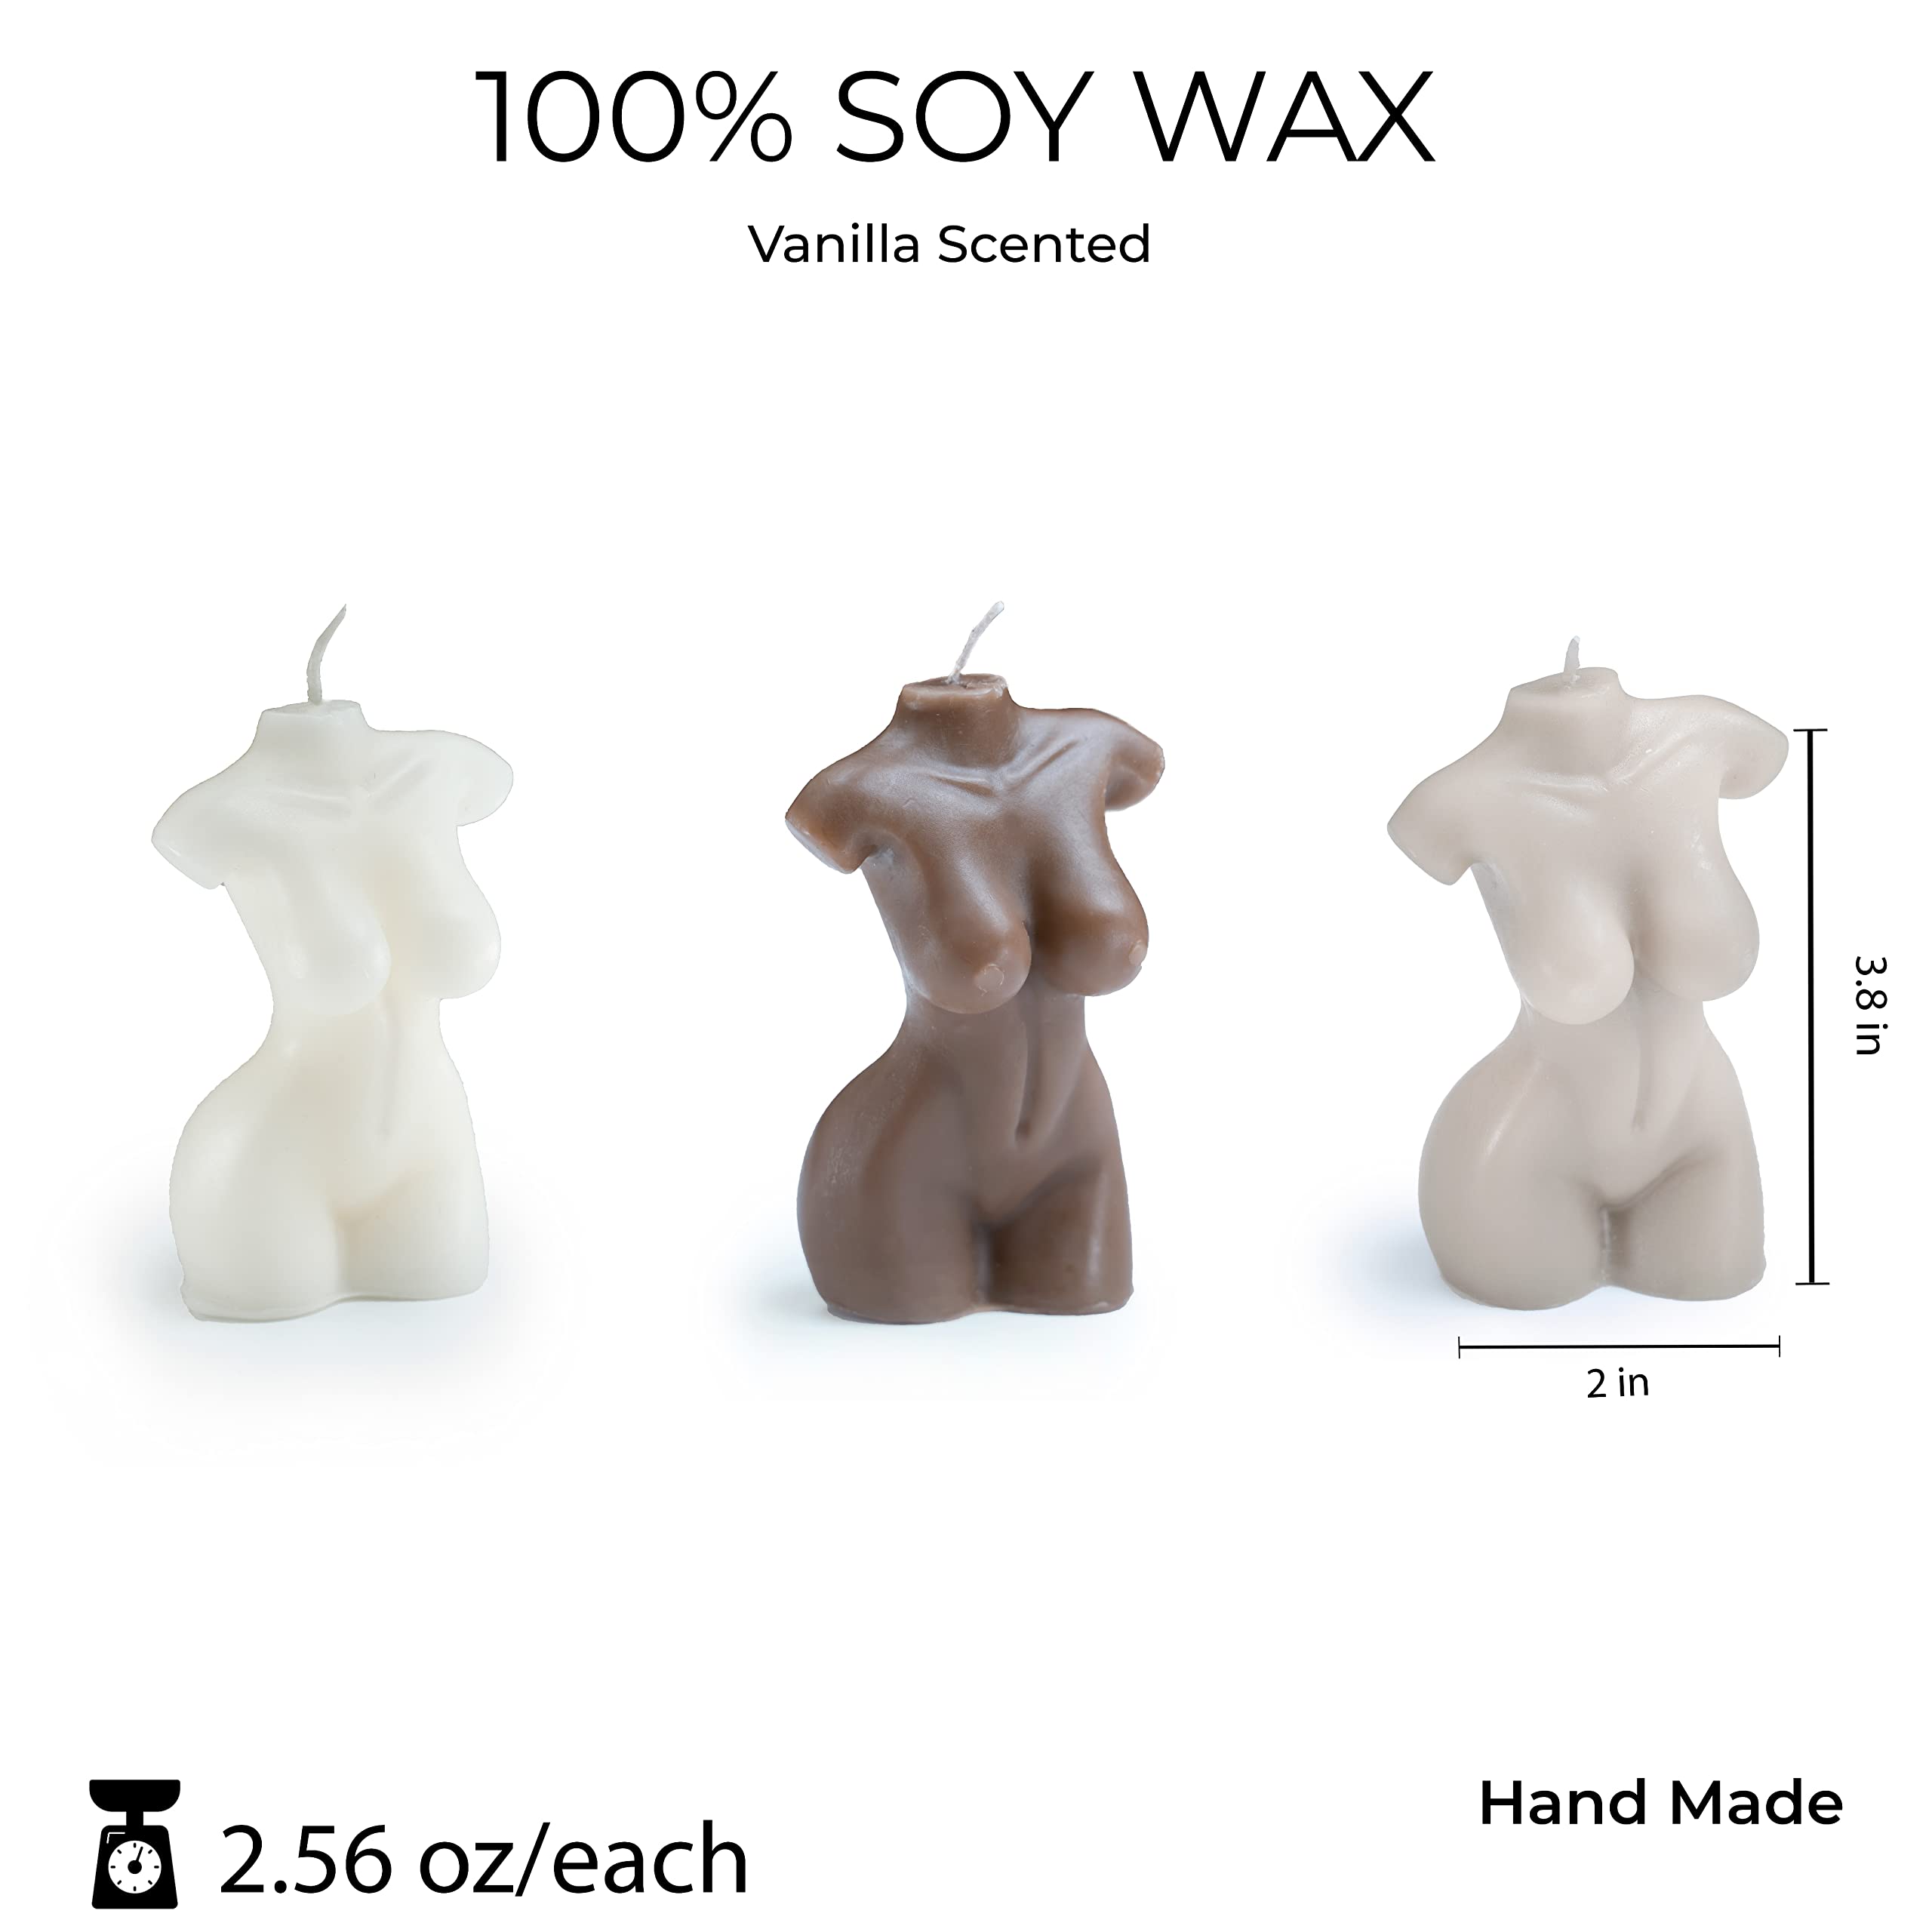 100% SOY WAX
Vanilla Scented
3.8 in
2 in
2.56 oz/each
Hand Made